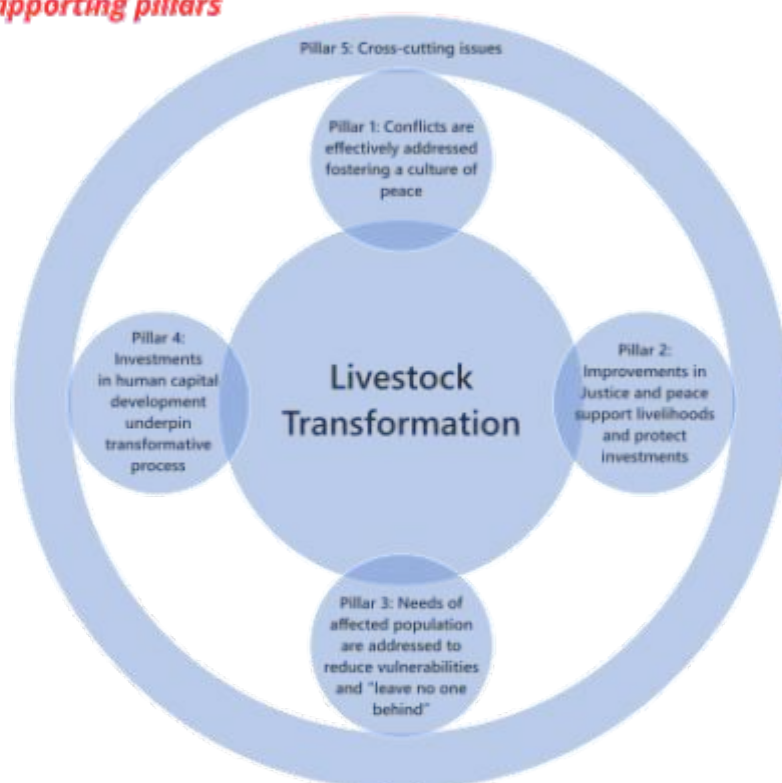 pporting pillars
Pillar 5: Cross-cutting issues
Pillar 1: Conflicts are
effectively addressed
fostering a culture of
peace
Pillar 4:
Investments
in human capital
development
underpin
transformative
process
Livestock
Transformation
Pillar 2:
Improvements in
Justice and peace
support livelihoods
and protect
investments
Pillar 3: Needs of
affected population
are addressed to
reduce vulnerabilities
and "leave no one
behind"